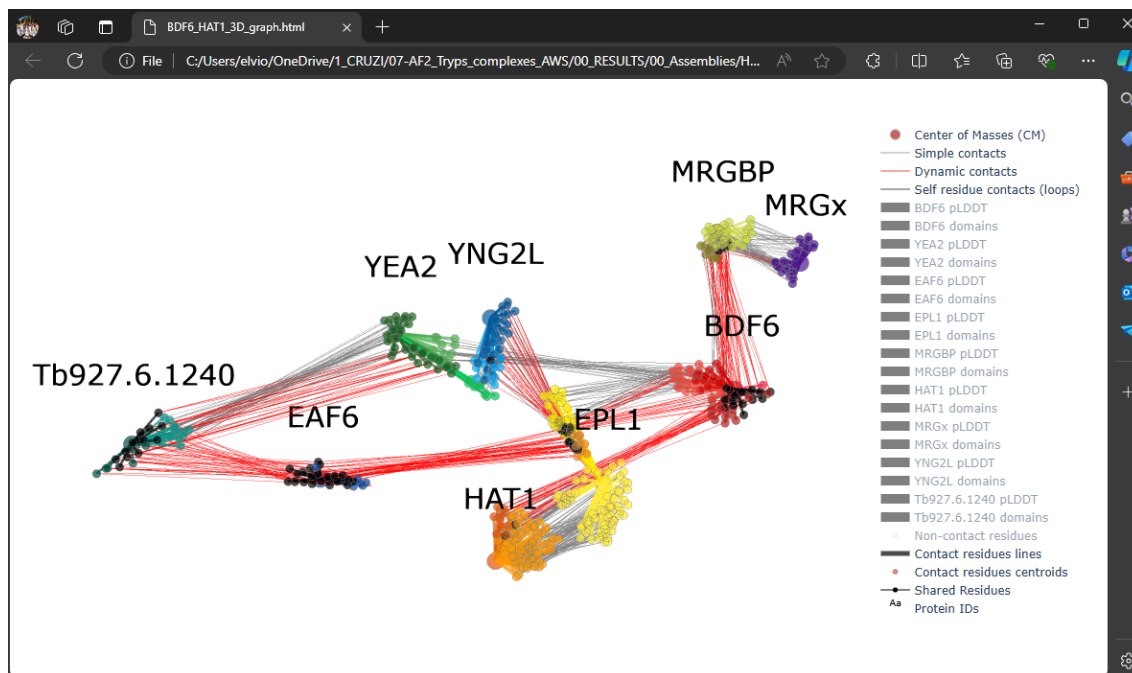 BDF6_HAT1_3D_graph.html
File
C:/Users/elvio/OneDrive/1_CRUZI/07-AF2_Tryps_complexes_AWS/00_RESULTS/00_Assemblies/H...
MRGBP
MRGx
YNG2L
YEA2
BDF6
Tb927.6.1240
EAF6
EPL1
HAT1
Center of Masses (CM)
Simple contacts
Dynamic contacts
Self residue contacts (loops)
BDF6 pLDDT
BDF6 domains
YEA2 pLDDT
YEA2 domains
EAF6 pLDDT
EAF6 domains
EPL1 pLDDT
EPL1 domains
MRGBP pLDDT
MRGBP domains
HAT1 pLDDT
HAT1 domains
MRGx pLDDT
MRGx domains
YNG2L pLDDT
YNG2L domains
Tb927.6.1240 pLDDT
Tb927.6.1240 domains
Non-contact residues
Contact residues lines
Contact residues centroids
Shared Residues
Aa Protein IDs